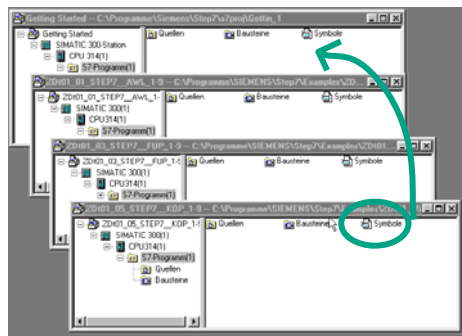 Getting Started -- C:\Programme\Siemens\Step7\s7proj\Gettin_1
Getting Started
SIMATIC 300-Station
CPU 314(1)
S7-Programm(1)
Quellen
Bausteine
Symbole
ZDt01_01_STEP7__AWL_1-9 -- C:\Programme\SIEMENS\Step7\Examples\ZD...
ZDt01_01_STEP7__AWL_1-
SIMATIC 300(1)
CPU314(1)
S7-Programm(1)
Quellen
Bausteine
Symbole
ZDt01_03_STEP7__FUP_1-9 -- C:\Programme\SIEMENS\Step7\Examples\ZDt01...
ZDt01_03_STEP7__FUP_1-9
SIMATIC 300(1)
CPU314(1)
S7-Programm(1)
Quellen
Bausteine
Symbole
ZDt01_05_STEP7__KOP_1-9 -- C:\Programme\SIEMENS\Step7\Examples\
ZDt01_05_STEP7__KOP_1-9
SIMATIC 300(1)
CPU314(1)
S7-Programm(1)
Quellen
Bausteine
Quellen
Bausteine
Symbole